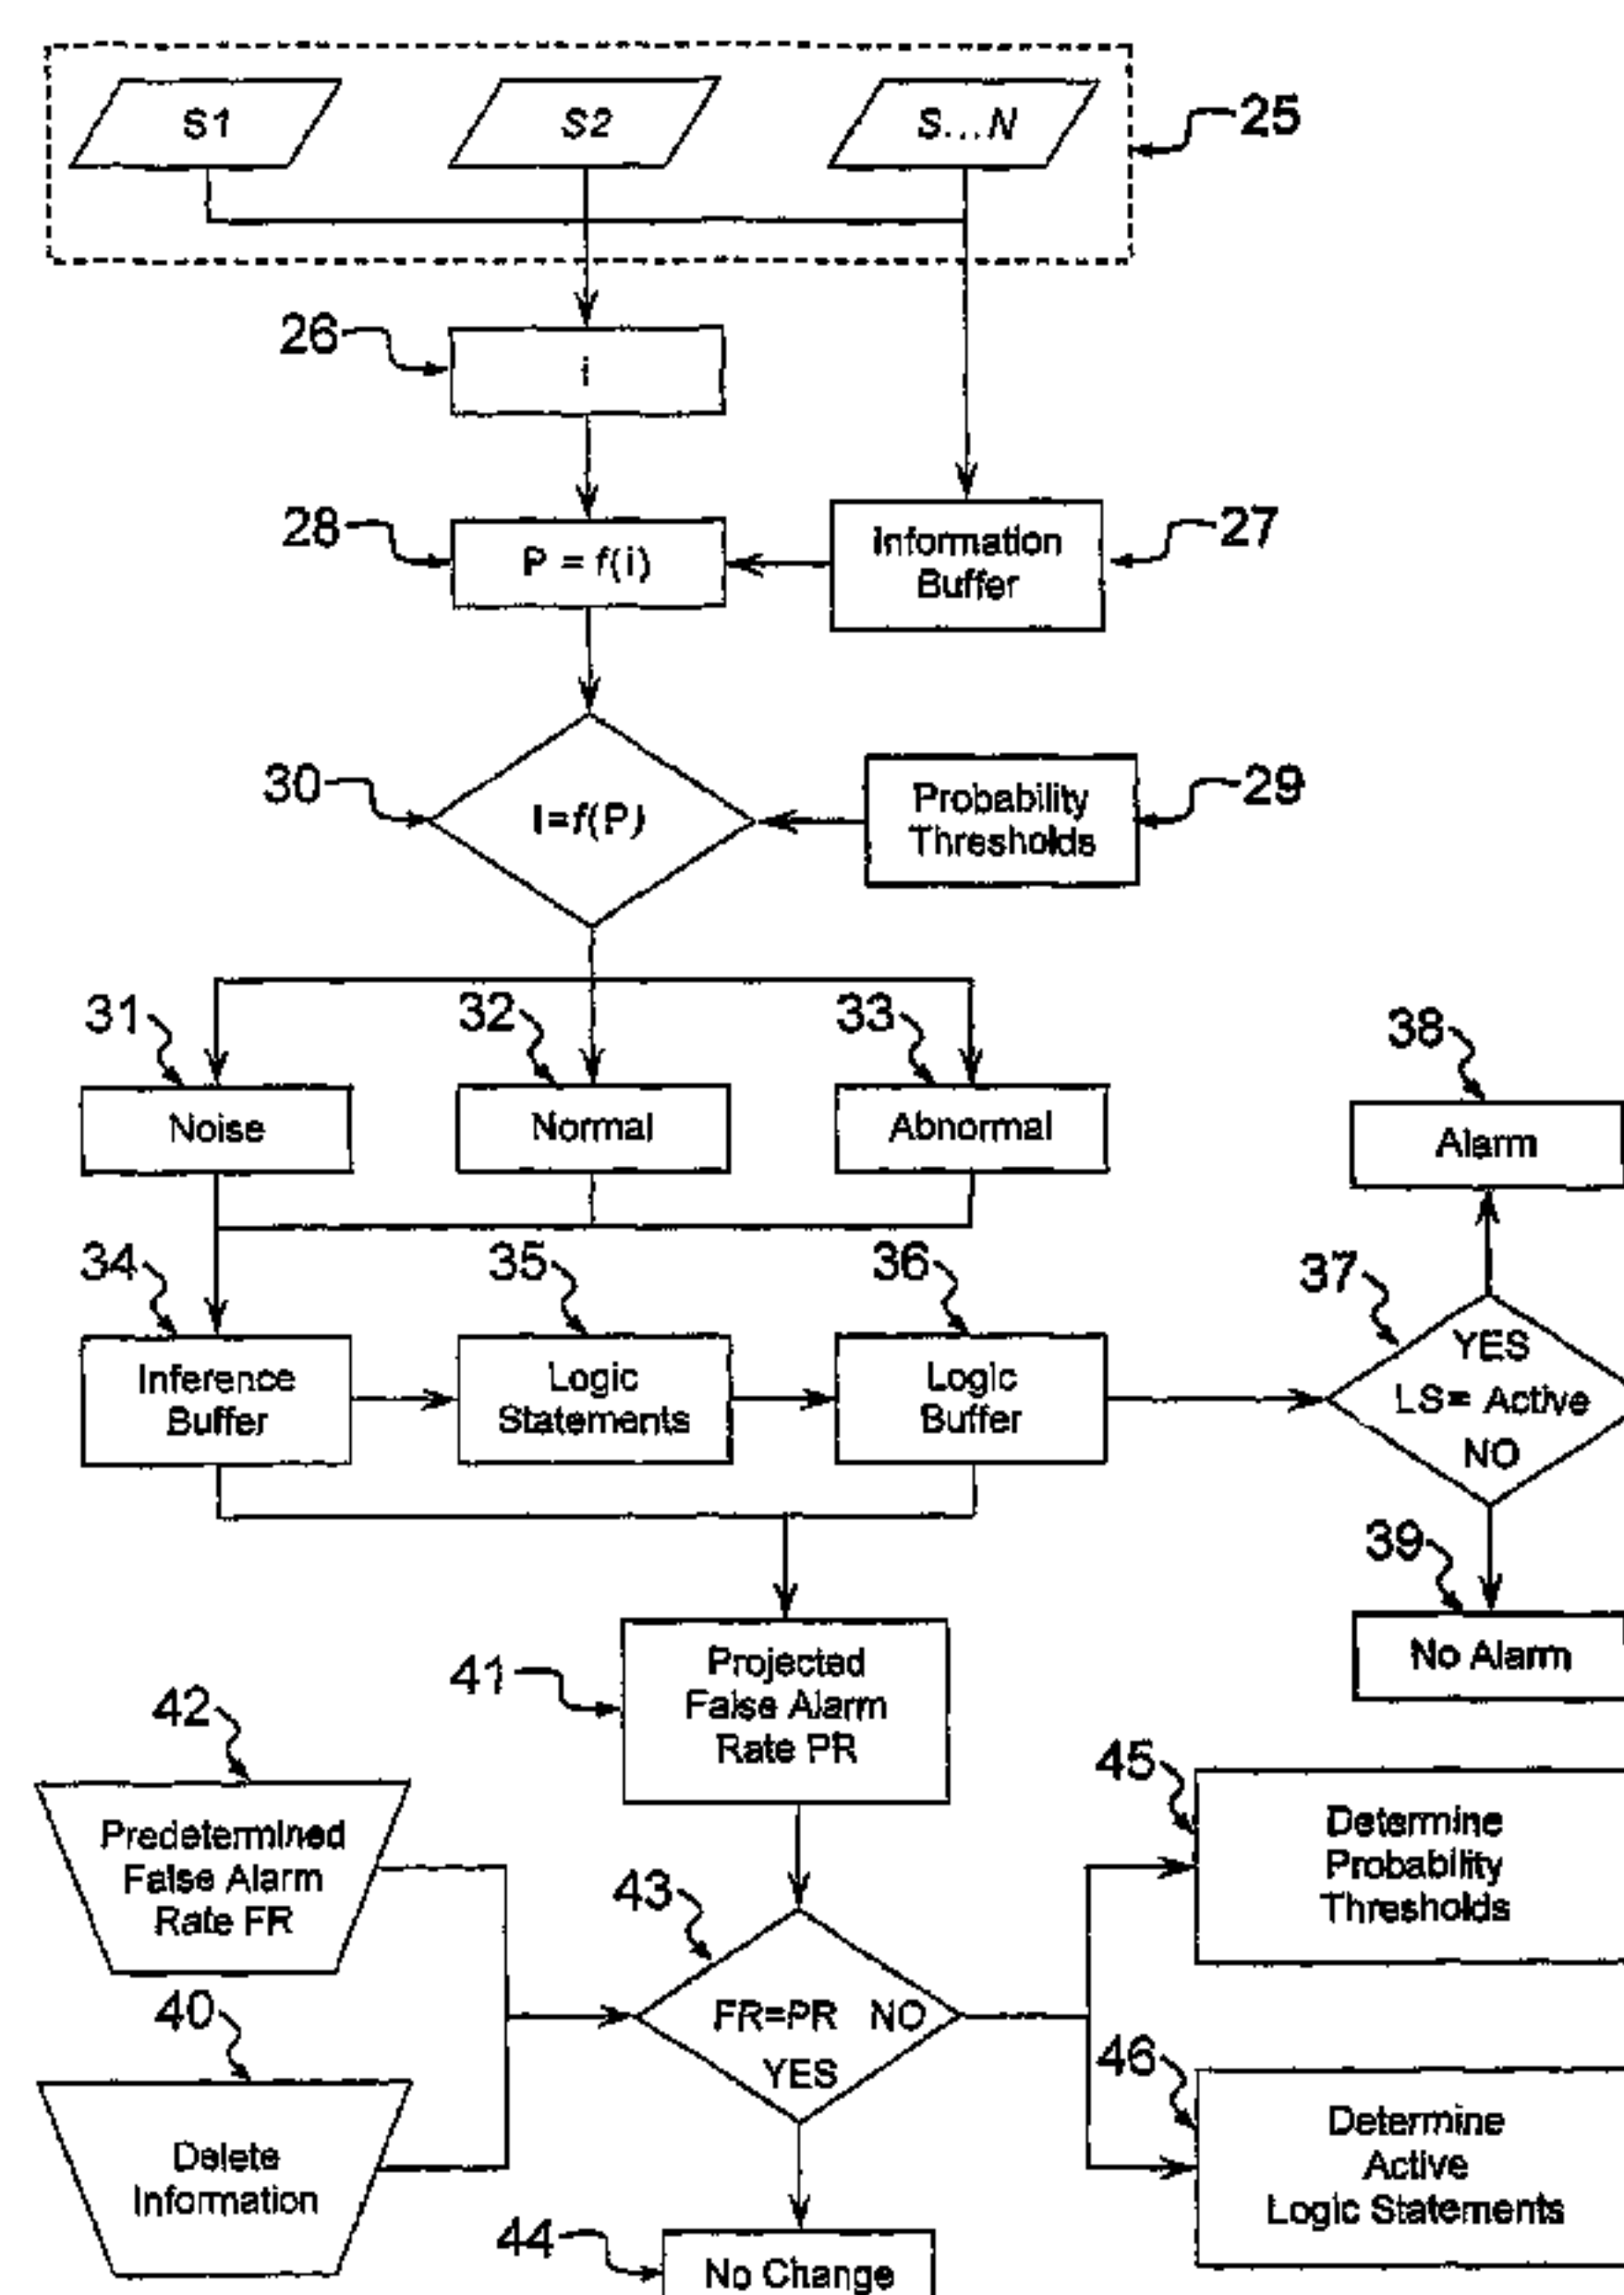 S1
S2
S...N
25
26
i
28
P = f(i)
Information
Buffer
27
30
I=f(P)
Probability
Thresholds
29
31
32
33
38
Noise
Normal
Abnormal
Alarm
34
35
36
37
Inference
Buffer
Logic
Statements
Logic
Buffer
YES
LS= Active
NO
39
No Alarm
41
Projected
False Alarm
Rate PR
42
Predetermined
False Alarm
Rate FR
45
Determine
Probability
Thresholds
43
FR=PR NO
YES
40
Delete
Information
46
Determine
Active
Logic Statements
44
No Change